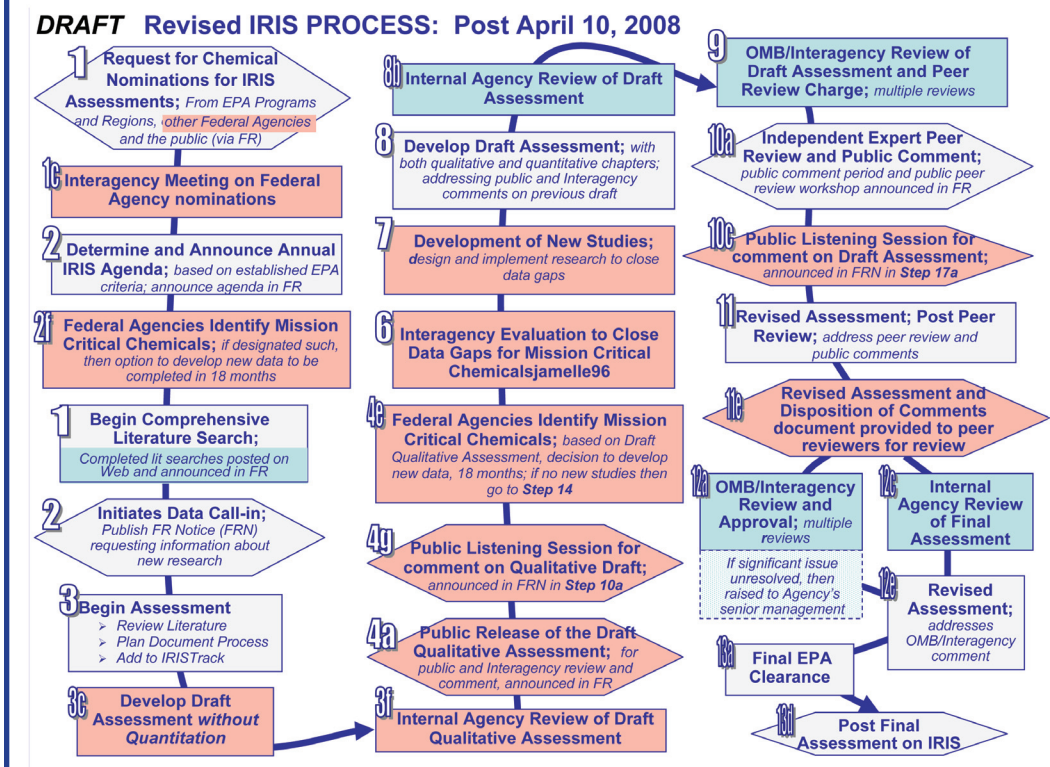 DRAFT Revised IRIS PROCESS: Post April 10, 2008
1
Request for Chemical
Nominations for IRIS
Assessments; From EPA Programs
and Regions, other Federal Agencies
and the public (via FR)
1c
Interagency Meeting on Federal
Agency nominations
2
Determine and Announce Annual
IRIS Agenda; based on established EPA
criteria; announce agenda in FR
2f
Federal Agencies Identify Mission
Critical Chemicals; if designated such,
then option to develop new data to be
completed in 18 months
1
Begin Comprehensive
Literature Search;
Completed lit searches posted on
Web and announced in FR
2
Initiates Data Call-in;
Publish FR Notice (FRN)
requesting information about
new research
3
Begin Assessment
➢ Review Literature
➢ Plan Document Process
➢ Add to IRISTrack
3c
Develop Draft
Assessment without
Quantitation
3f
Internal Agency Review of Draft
Qualitative Assessment
4a
Public Release of the Draft
Qualitative Assessment; for
public and Interagency review and
comment, announced in FR
4g
Public Listening Session for
comment on Qualitative Draft;
announced in FRN in Step 10a
4e
Federal Agencies Identify Mission
Critical Chemicals; based on Draft
Qualitative Assessment, decision to develop
new data, 18 months; if no new studies then
go to Step 14
6
Interagency Evaluation to Close
Data Gaps for Mission Critical
Chemicalsjamelle96
7
Development of New Studies;
design and implement research to close
data gaps
8
Develop Draft Assessment; with
both qualitative and quantitative chapters;
addressing public and Interagency
comments on previous draft
8b
Internal Agency Review of Draft
Assessment
9
OMB/Interagency Review of
Draft Assessment and Peer
Review Charge; multiple reviews
10a
Independent Expert Peer
Review and Public Comment;
public comment period and public peer
review workshop announced in FR
10c
Public Listening Session for
comment on Draft Assessment;
announced in FRN in Step 17a
11
Revised Assessment; Post Peer
Review; address peer review and
public comments
11e
Revised Assessment and
Disposition of Comments
document provided to peer
reviewers for review
12a
OMB/Interagency
Review and
Approval; multiple
reviews
If significant issue
unresolved, then
raised to Agency's
senior management
12c
Internal
Agency Review
of Final
Assessment
12e
Revised
Assessment;
addresses
OMB/Interagency
comment
13a
Final EPA
Clearance
13d
Post Final
Assessment on IRIS